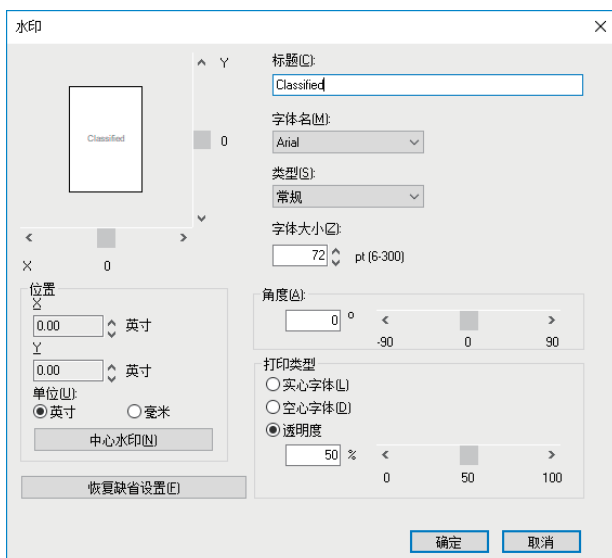 水印
Y
标题(C):
Classified
Classified
0
字体名(M):
Arial
类型(S):
常规
字体大小(Z):
72 pt (6-300)
X 0
位置
X
0.00 英寸
Y
0.00 英寸
单位(U):
英寸 毫米
中心水印(N)
恢复缺省设置(F)
角度(A):
0 °
-90 0 90
打印类型
实心字体(L)
空心字体(D)
透明度
50 %
0 50 100
确定 取消